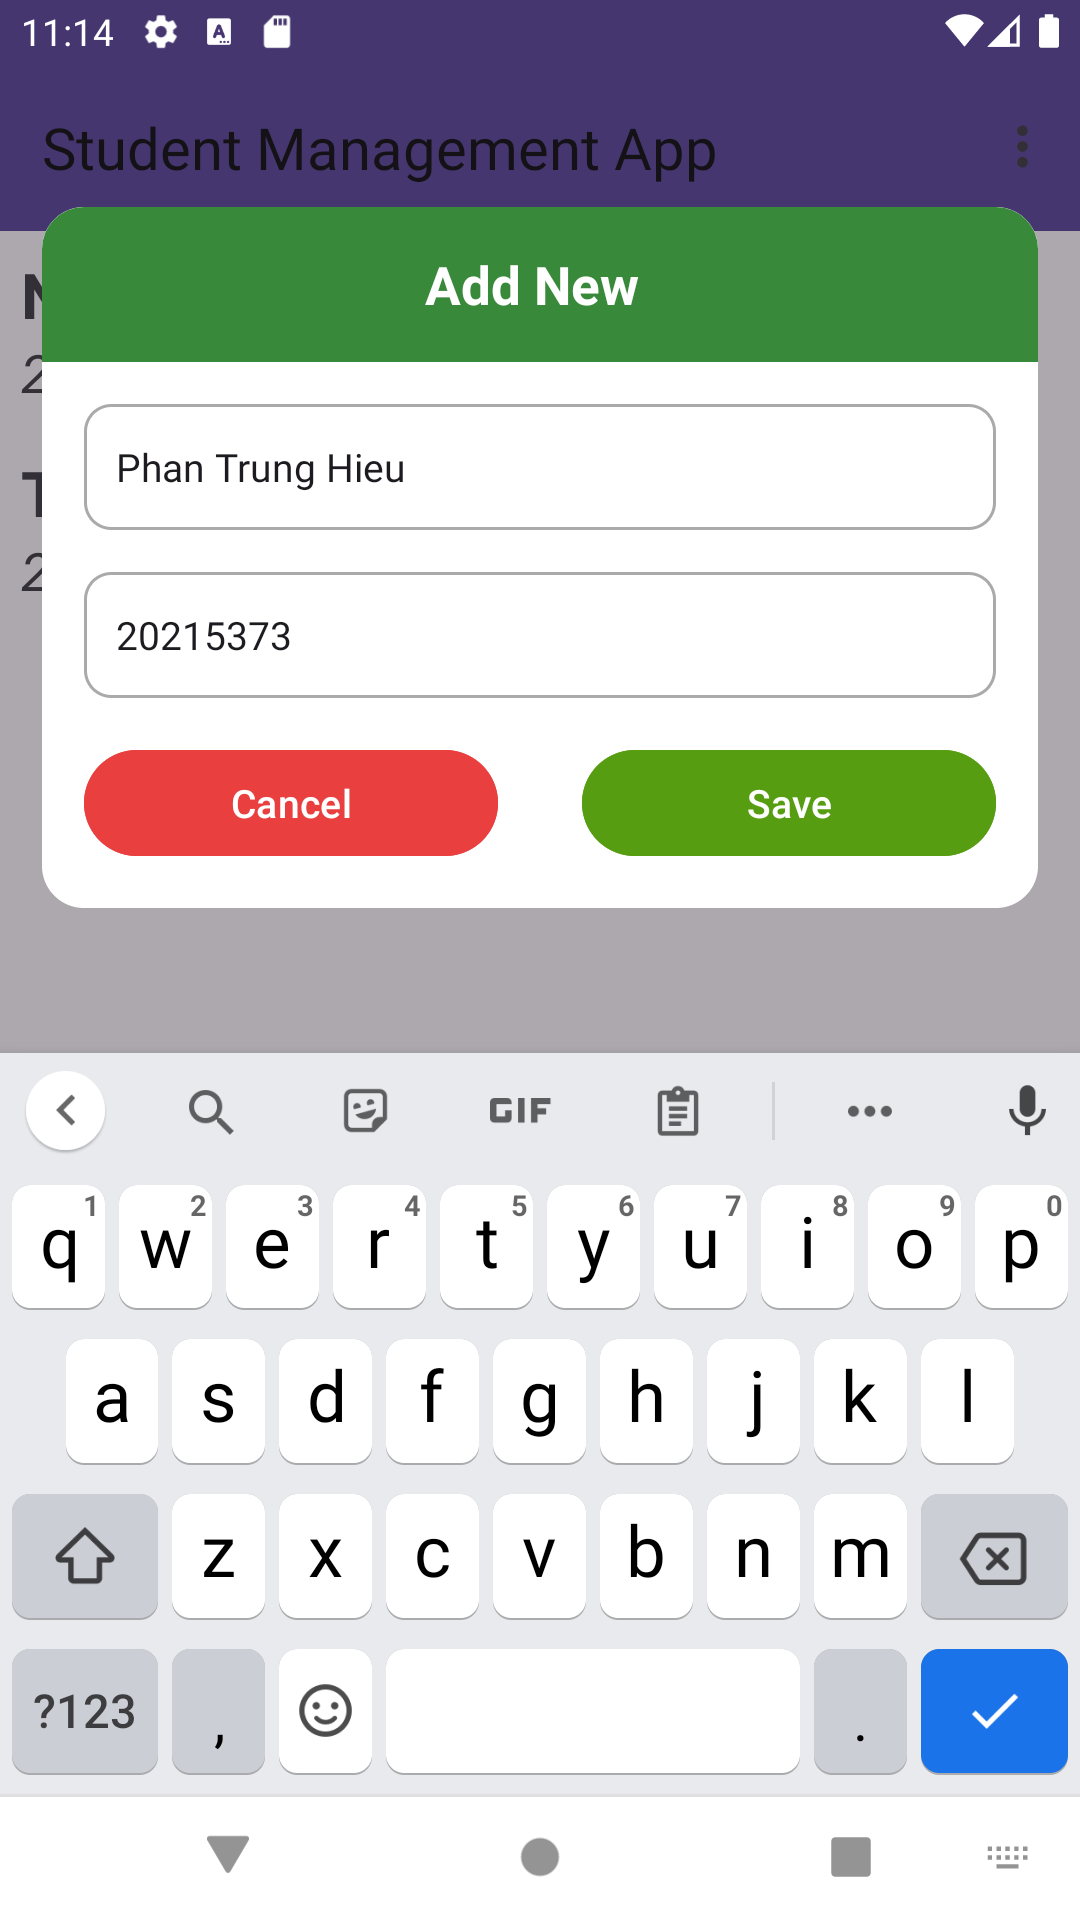 11:14
Student Management App
Add New
Phan Trung Hieu
20215373
Cancel
Save
GIF
1 2 3 4 5 6 7 8 9 0
q w e r t y u i o p
a s d f g h j k l
z x c v b n m
?123 , .